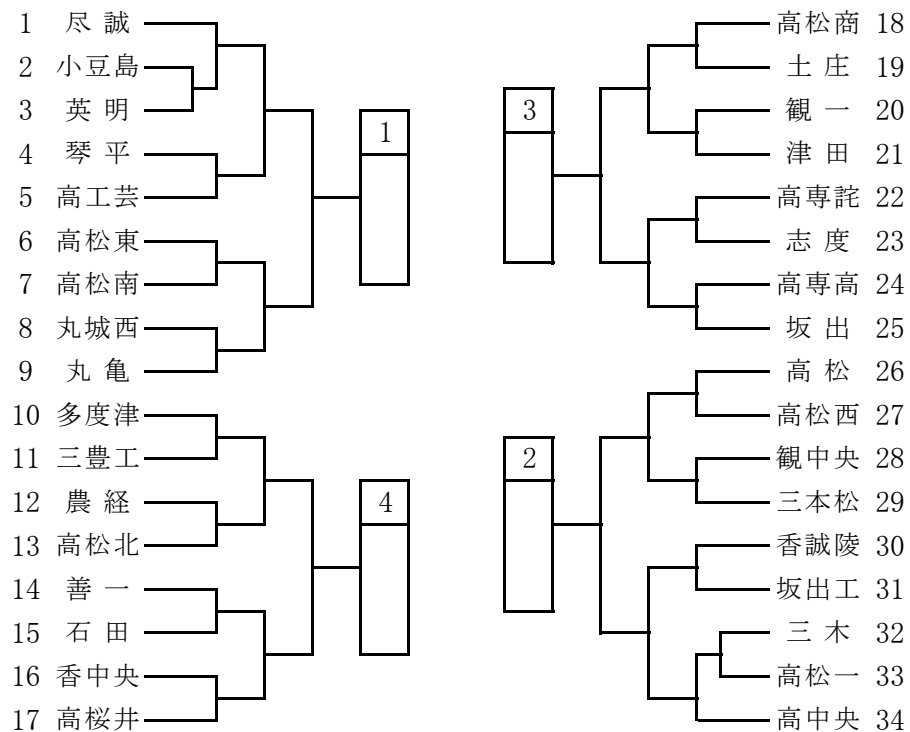 1 尽 誠
2 小豆島
3 英 明
4 琴 平
5 高工芸
6 高松東
7 高松南
8 丸城西
9 丸 亀
10 多度津
11 三豊工
12 農 経
13 高松北
14 善 一
15 石 田
16 香中央
17 高桜井
1
4
3
2
高松商 18
土 庄 19
観 一 20
津 田 21
高専詫 22
志 度 23
高専高 24
坂 出 25
高 松 26
高松西 27
観中央 28
三本松 29
香誠陵 30
坂出工 31
三 木 32
高松一 33
高中央 34